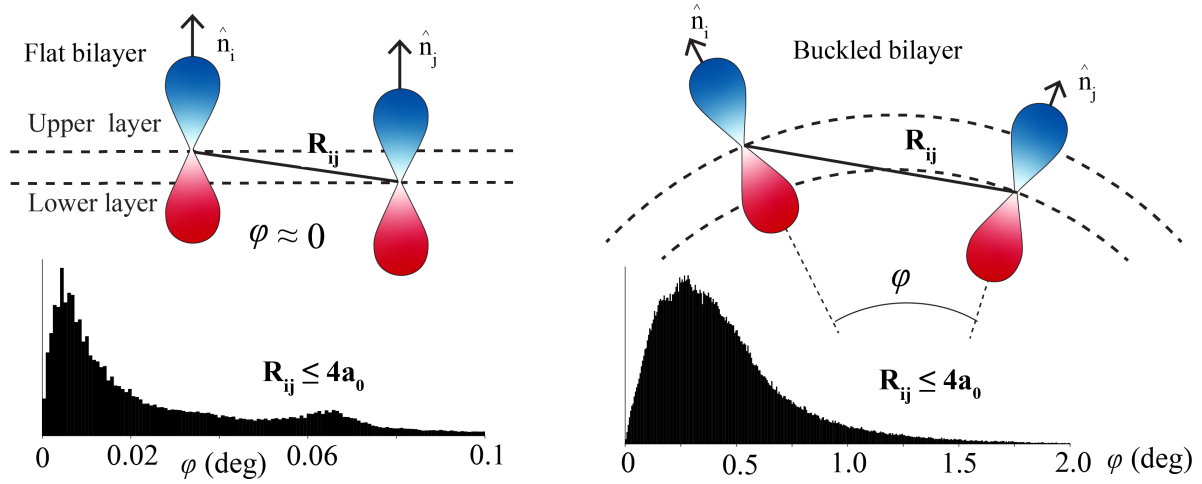 Flat bilayer
n̂i
n̂j
Upper layer
Rij
Lower layer
φ ≈ 0
Rij ≤ 4a0
0 0.02 0.06 0.1
φ (deg)
n̂i
Buckled bilayer
n̂j
Rij
φ
Rij ≤ 4a0
0 0.5 1.0 1.5 2.0 φ (deg)